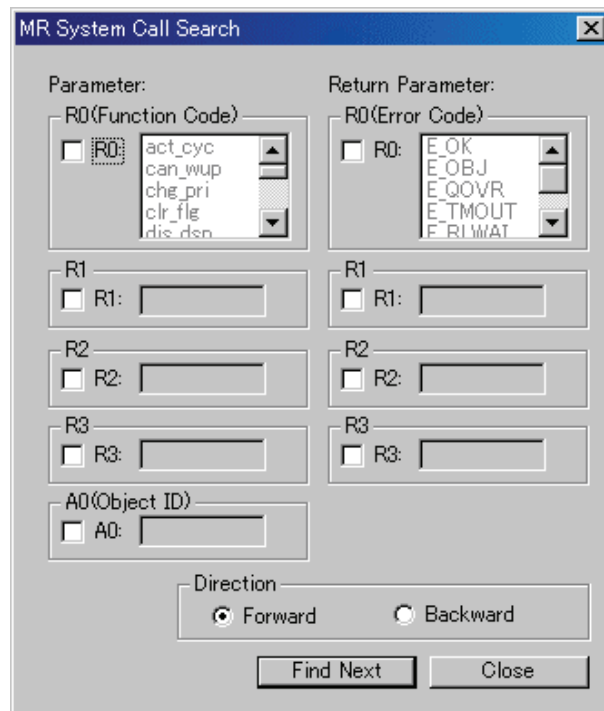 MR System Call Search
Parameter:
R0(Function Code)
R0:
act_cyc
can_wup
chg_pri
clr_flg
dis_dsp
R1
R1:
R2
R2:
R3
R3:
A0(Object ID)
A0:
Return Parameter:
R0(Error Code)
R0:
E_OK
E_OBJ
E_QOVR
E_TMOUT
E_RLWAI
R1
R1:
R2
R2:
R3
R3:
Direction
Forward
Backward
Find Next
Close